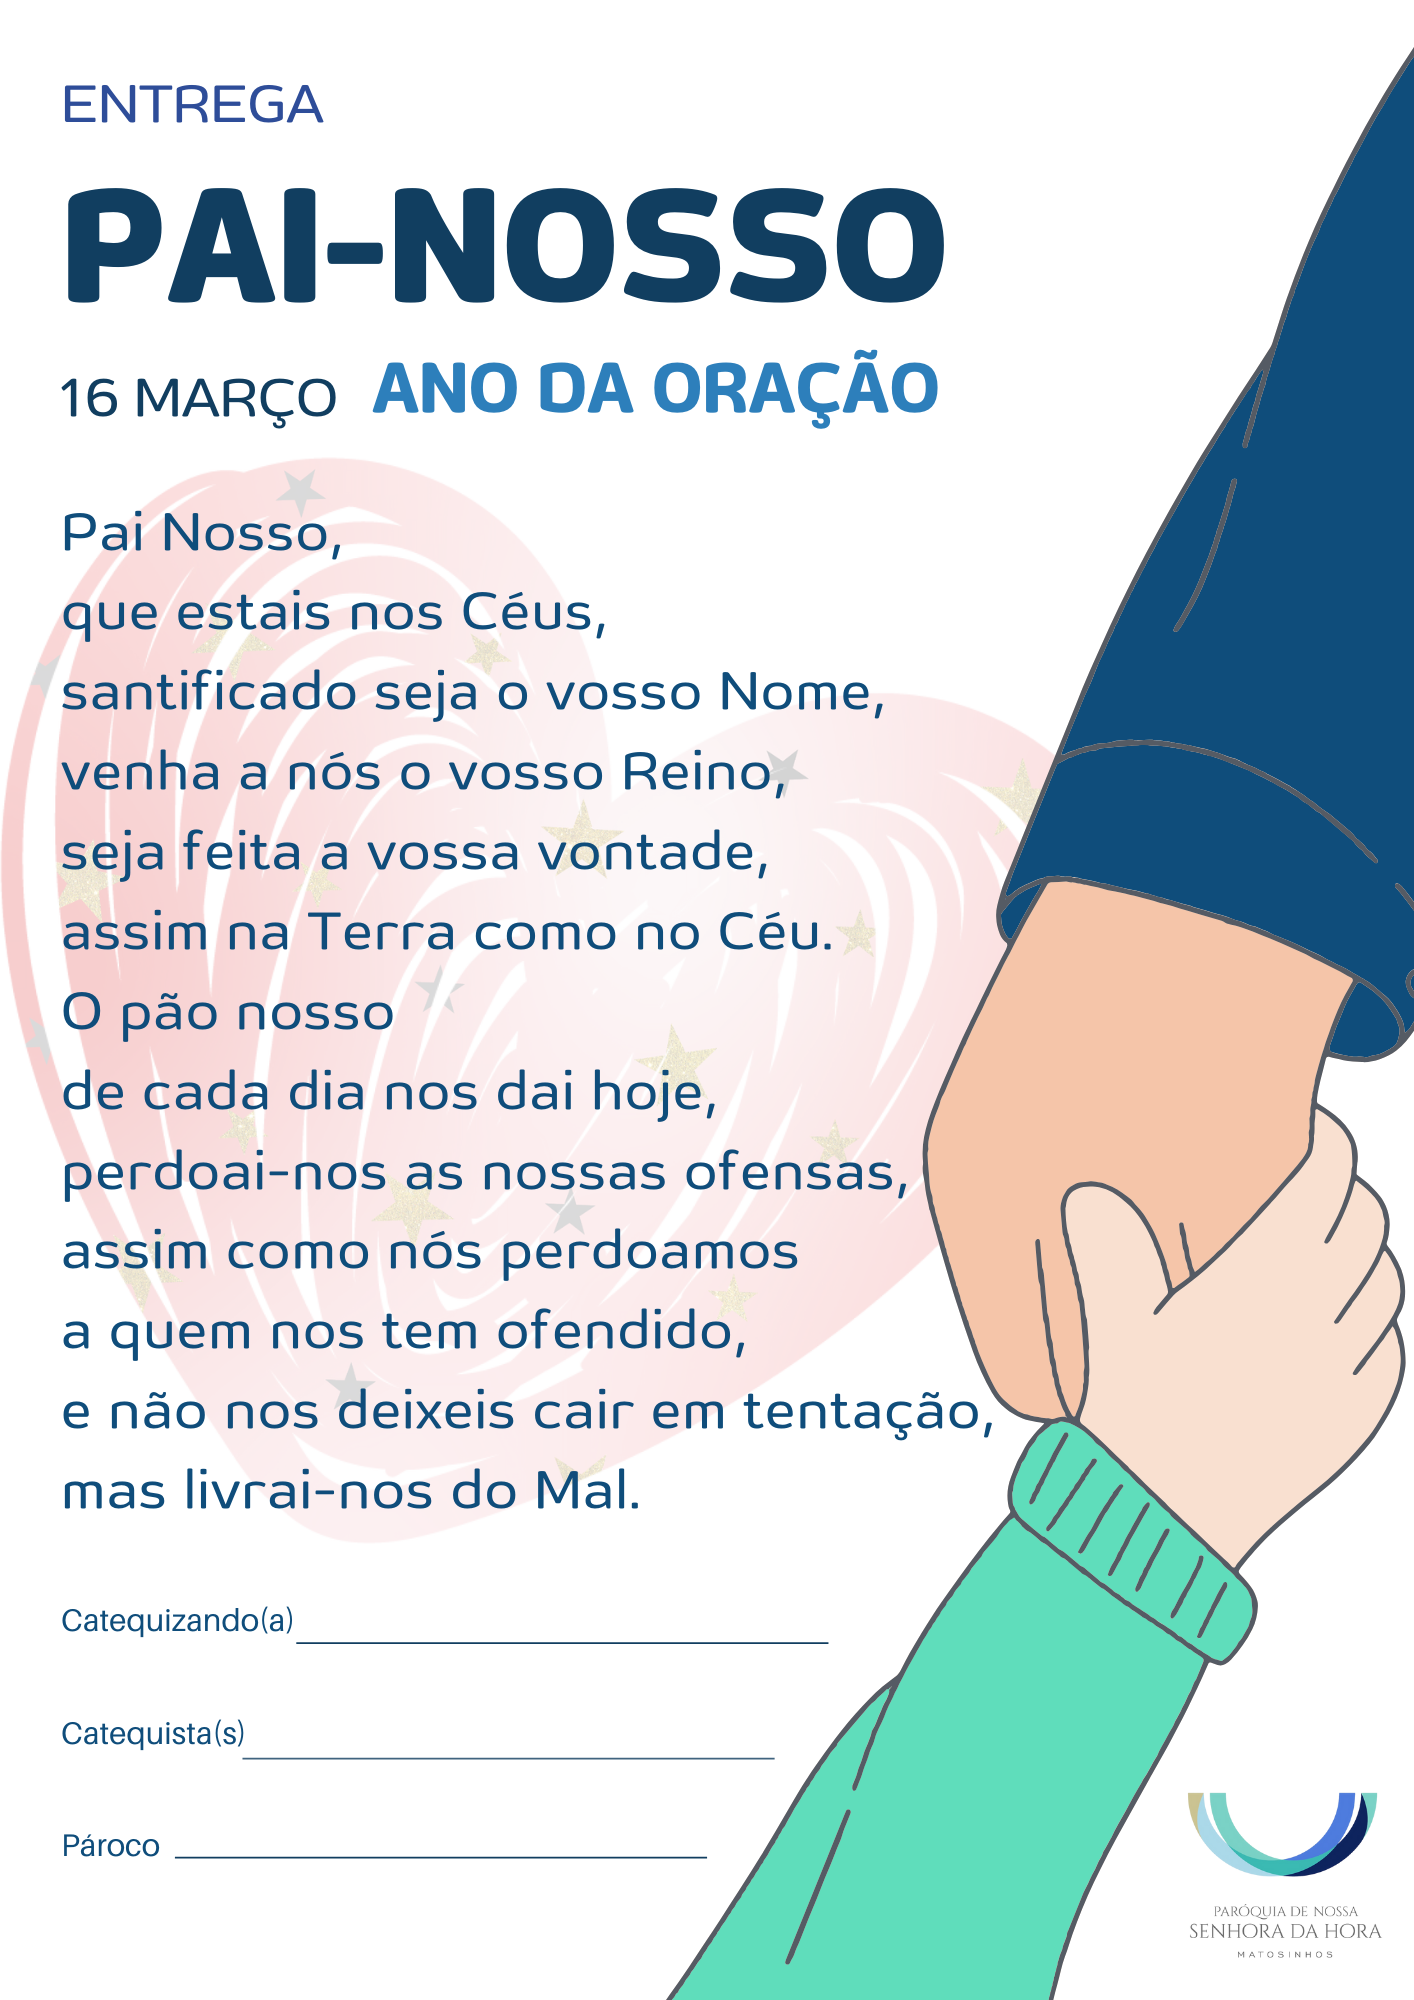 ENTREGA
PAI-NOSSO
16 MARÇO ANO DA ORAÇÃO
Pai Nosso,
que estais nos Céus,
santificado seja o vosso Nome,
venha a nós o vosso Reino,
seja feita a vossa vontade,
assim na Terra como no Céu.
O pão nosso
de cada dia nos dai hoje,
perdoai-nos as nossas ofensas,
assim como nós perdoamos
a quem nos tem ofendido,
e não nos deixeis cair em tentação,
mas livrai-nos do Mal.
Catequizando(a)
Catequista(s)
Pároco
PARÓQUIA DE NOSSA
SENHORA DA HORA
MATOSINHOS